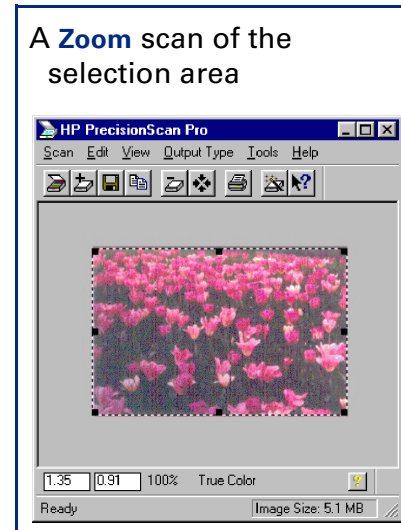 A Zoom scan of the
selection area
HP PrecisionScan Pro
Scan Edit View Output Type Tools Help
1.35 0.91 100% True Color
Ready Image Size: 5.1 MB